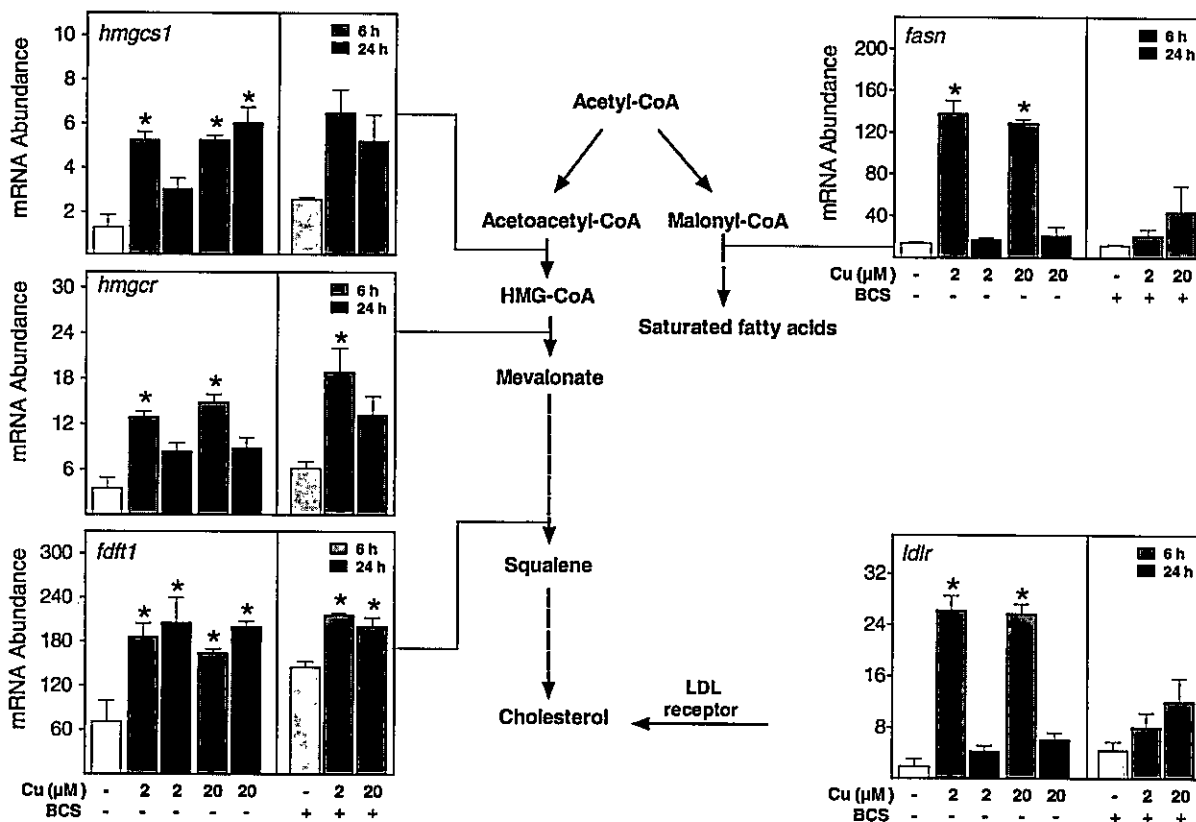 hmgcs1
6 h
24 h
mRNA Abundance
10
8
6
4
2
hmgcr
6 h
24 h
mRNA Abundance
30
24
18
12
6
fdft1
6 h
24 h
mRNA Abundance
300
240
180
120
60
* * * * * * * * * * * *
Cu (µM) - 2 2 20 20 - 2 20
BCS - - - - - + + +
Acetyl-CoA
Acetoacetyl-CoA Malonyl-CoA
HMG-CoA
Saturated fatty acids
Mevalonate
Squalene
LDL
receptor
Cholesterol
fasn
6 h
24 h
mRNA Abundance
200
160
120
80
40
* *
Cu (µM) - 2 2 20 20 - 2 20
BCS - - - - - + + +
ldlr
6 h
24 h
mRNA Abundance
32
24
16
8
* *
Cu (µM) - 2 2 20 20 - 2 20
BCS - - - - - + + +